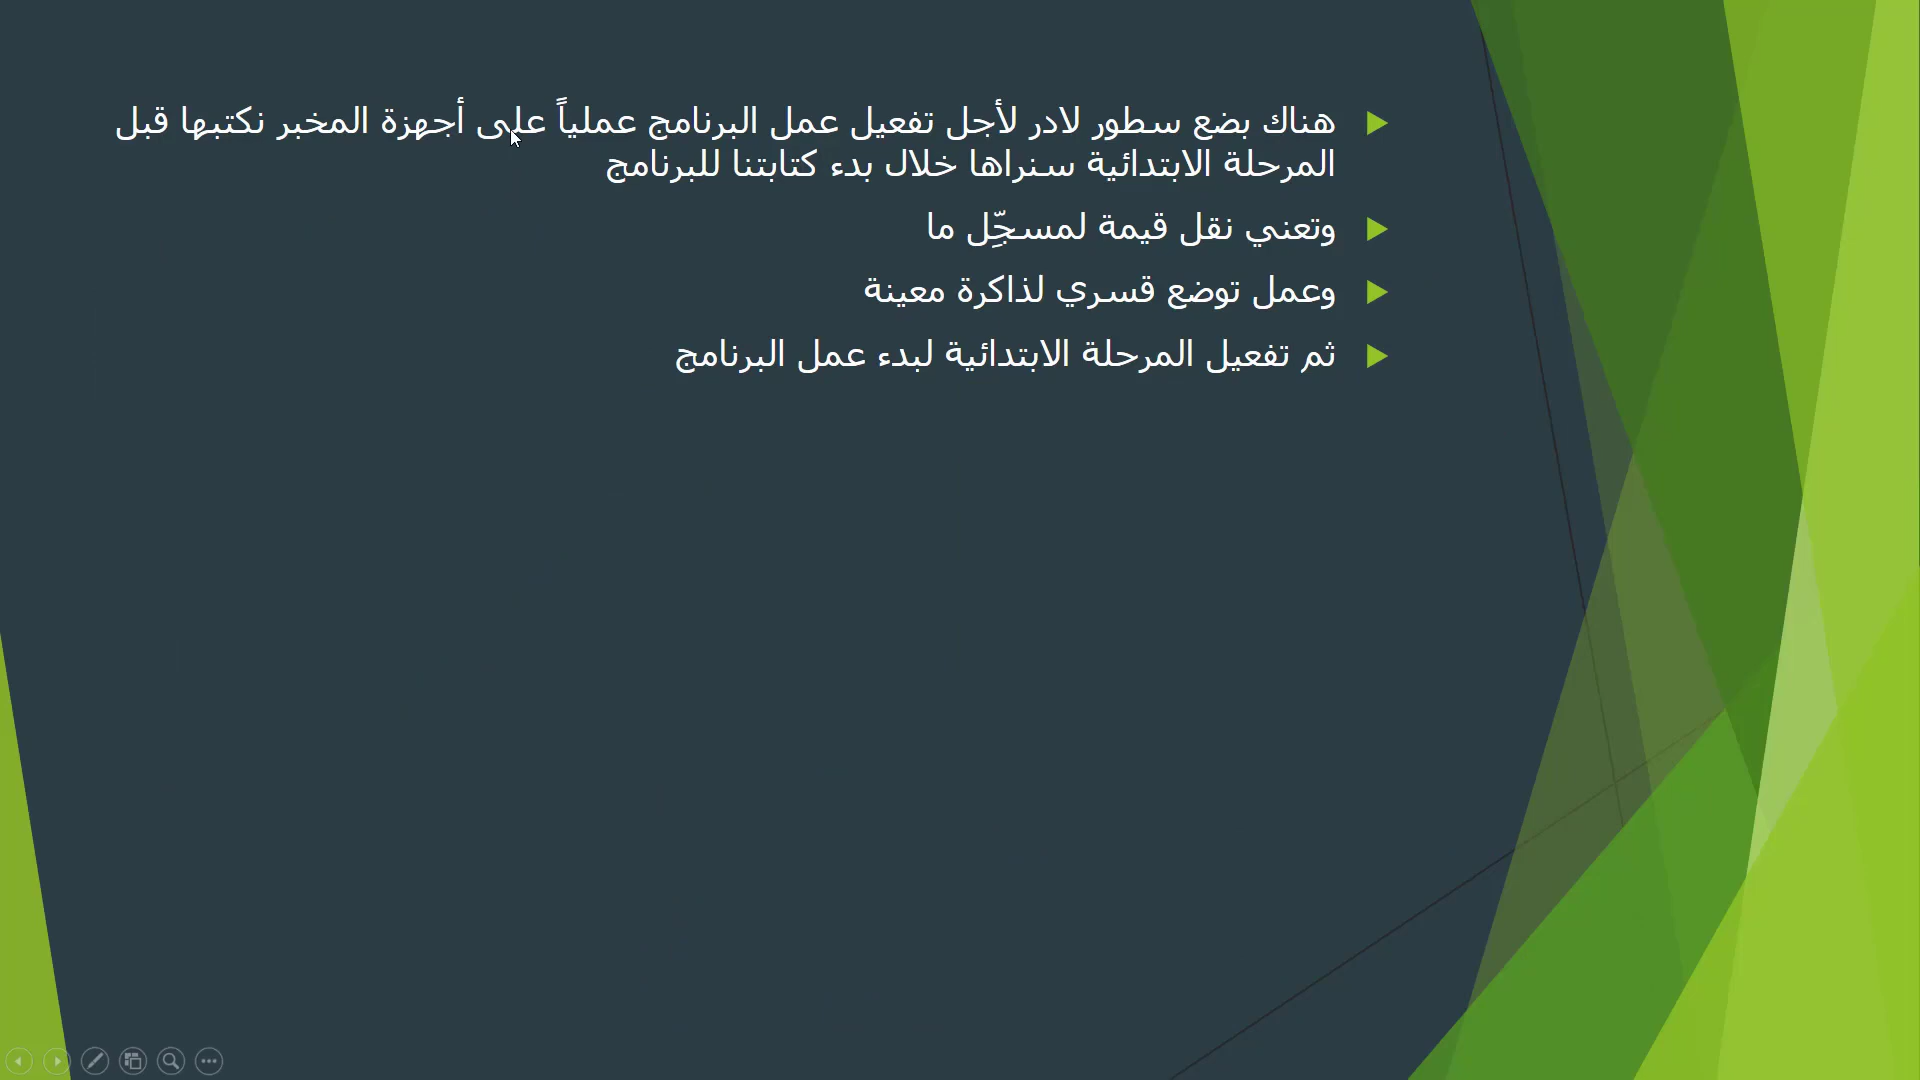 هناك بضع سطور لادر لأجل تفعيل عمل البرنامج عملياً على أجهزة المخبر نكتبها قبل
المرحلة الابتدائية سنراها خلال بدء كتابتنا للبرنامج
وتعني نقل قيمة لمسجِّل ما
وعمل توضع قسري لذاكرة معينة
ثم تفعيل المرحلة الابتدائية لبدء عمل البرنامج